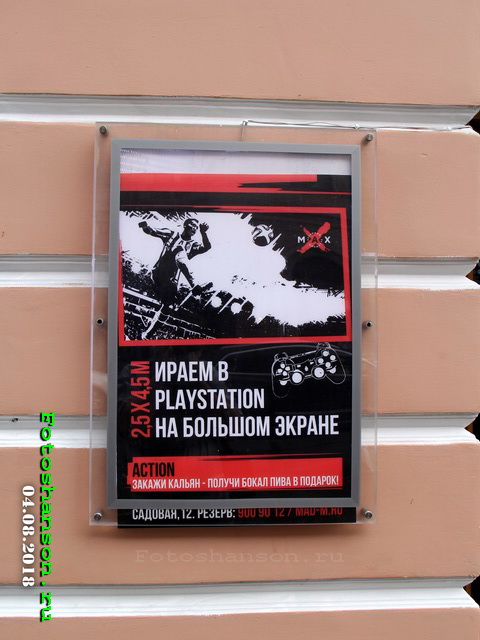 MAX
2,5X4,5 М
ИРАЕМ В
PLAYSTATION
НА БОЛЬШОМ ЭКРАНЕ
ACTION
ЗАКАЖИ КАЛЬЯН - ПОЛУЧИ БОКАЛ ПИВА В ПОДАРОК!
САДОВАЯ,12. РЕЗЕРВ: 900 90 12 / MAD-M.RU
Fotoshanson.ru
04.08.2018
Fotoshanson.ru